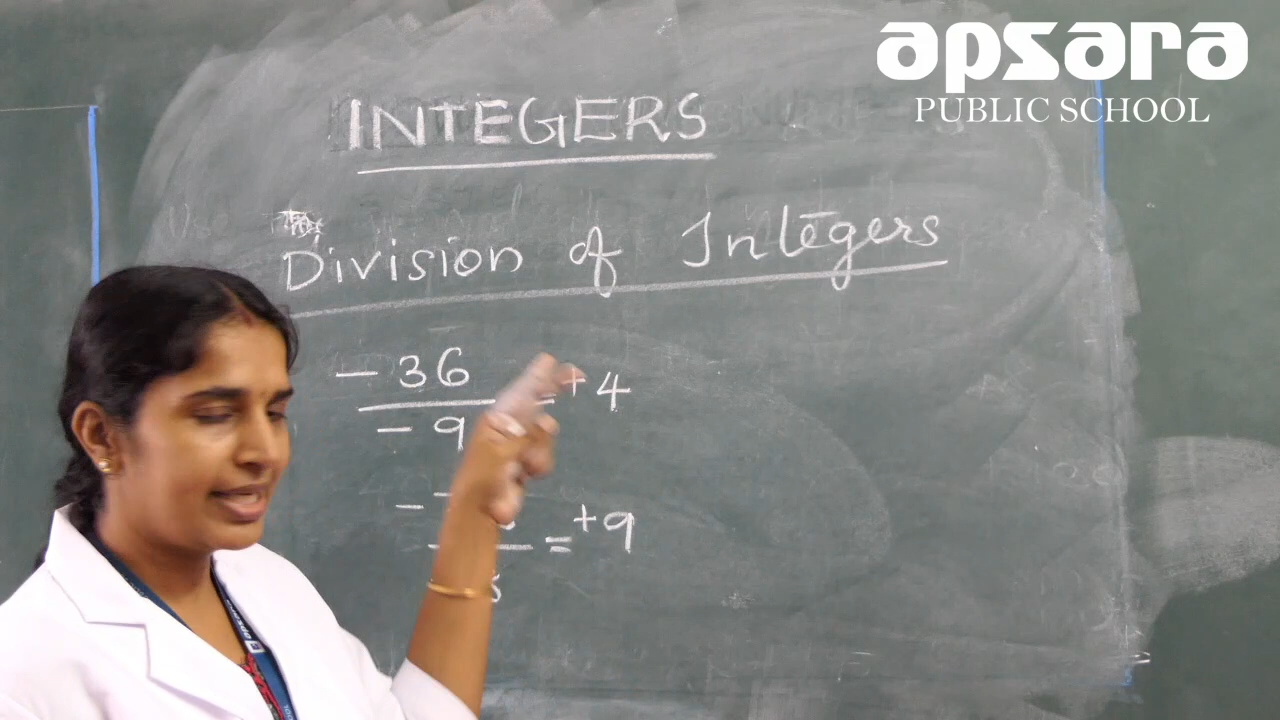 apsara
PUBLIC SCHOOL
INTEGERS
Division of Integers
- 36
= + 4
- 9
-
= +9